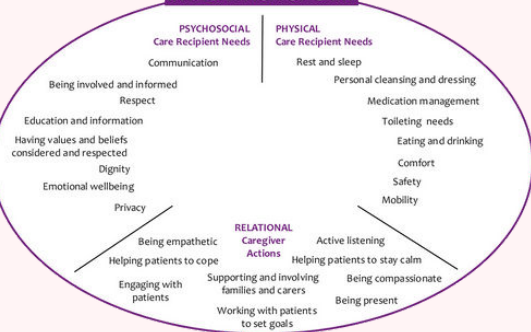 PSYCHOSOCIAL
Care Recipient Needs
Communication
Being involved and informed
Respect
Education and information
Having values and beliefs
considered and respected
Dignity
Emotional wellbeing
Privacy
PHYSICAL
Care Recipient Needs
Rest and sleep
Personal cleansing and dressing
Medication management
Toileting needs
Eating and drinking
Comfort
Safety
Mobility
RELATIONAL
Caregiver
Actions
Being empathetic
Helping patients to cope
Engaging with
patients
Supporting and involving
families and carers
Working with patients
to set goals
Active listening
Helping patients to stay calm
Being compassionate
Being present